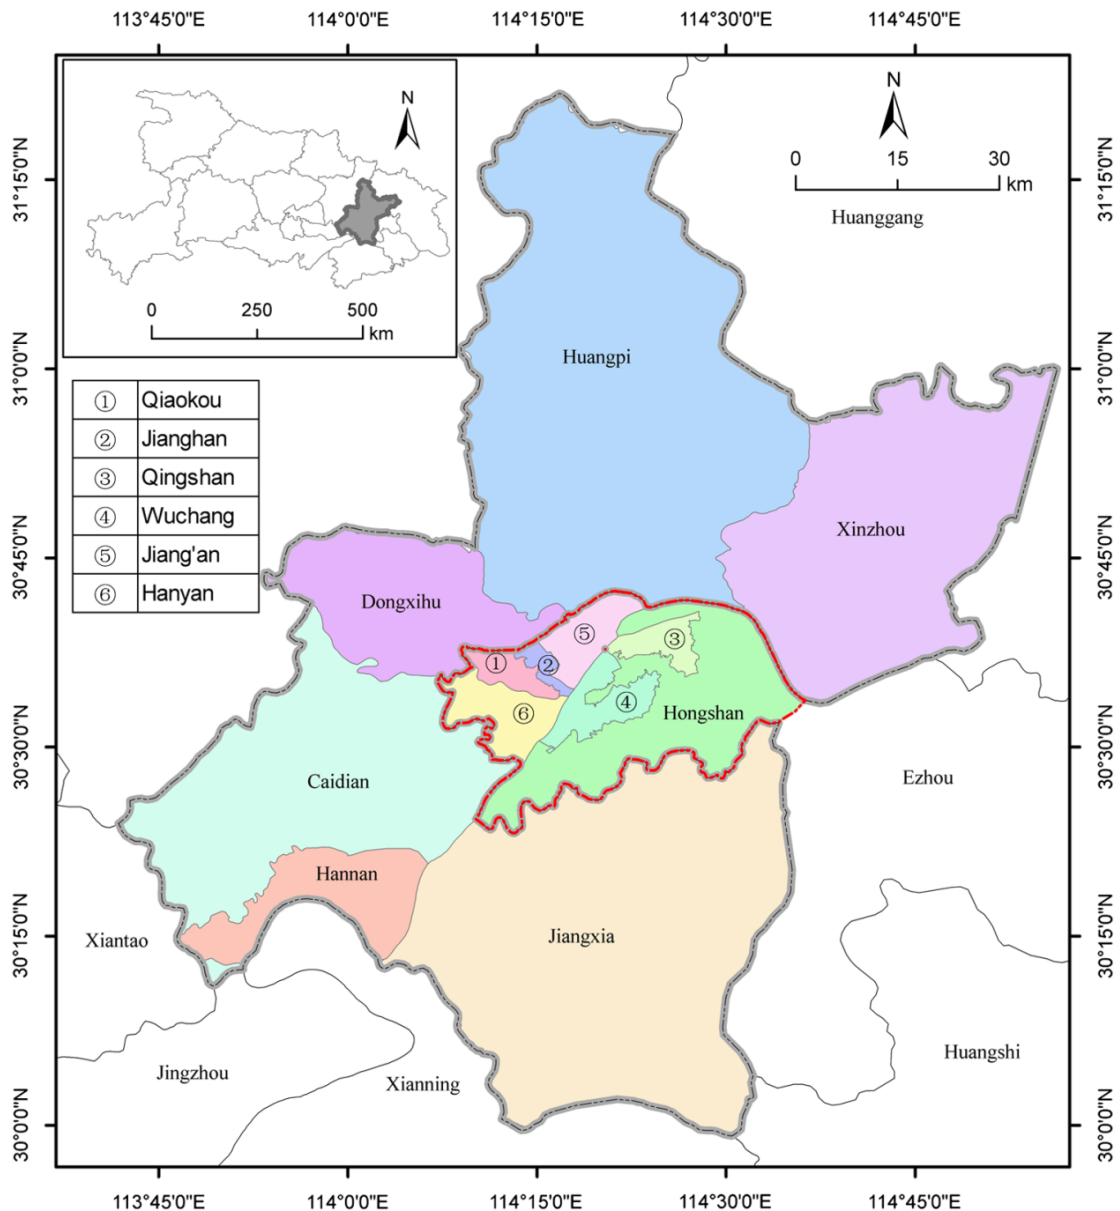 113°45'0"E 114°0'0"E 114°15'0"E 114°30'0"E 114°45'0"E
N
0 250 500 km
N
0 15 30 km
31°15'0"N
31°15'0"N
Huanggang
Huangpi
31°0'0"N
31°0'0"N
① Qiaokou
② Jianghan
③ Qingshan
④ Wuchang
⑤ Jiang'an
⑥ Hanyan
Xinzhou
30°45'0"N
30°45'0"N
Dongxihu
⑤
③
①
②
④
⑥
Hongshan
30°30'0"N
30°30'0"N
Caidian
Ezhou
Hannan
Xiantao
Jiangxia
30°15'0"N
30°15'0"N
Huangshi
Jingzhou
Xianning
30°0'0"N
30°0'0"N
113°45'0"E 114°0'0"E 114°15'0"E 114°30'0"E 114°45'0"E